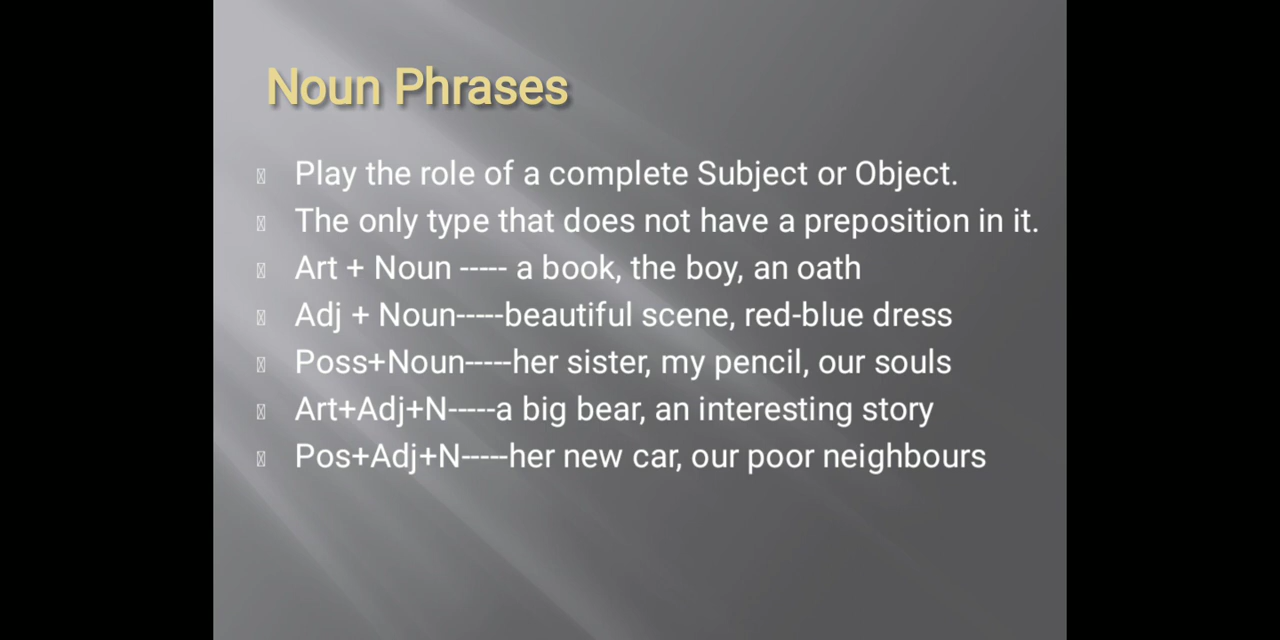 Noun Phrases
Play the role of a complete Subject or Object.
The only type that does not have a preposition in it.
Art + Noun ----- a book, the boy, an oath
Adj + Noun-----beautiful scene, red-blue dress
Poss+Noun-----her sister, my pencil, our souls
Art+Adj+N-----a big bear, an interesting story
Pos+Adj+N-----her new car, our poor neighbours